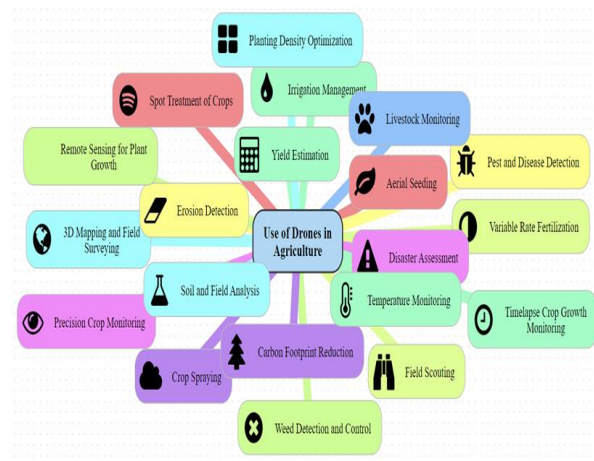 Planting Density Optimization
Irrigation Management
Spot Treatment of Crops
Livestock Monitoring
Remote Sensing for Plant
Growth
Yield Estimation
Pest and Disease Detection
Aerial Seeding
Erosion Detection
3D Mapping and Field
Surveying
Use of Drones in
Agriculture
Variable Rate Fertilization
Disaster Assessment
Soil and Field Analysis
Temperature Monitoring
Precision Crop Monitoring
Timelapse Crop Growth
Monitoring
Carbon Footprint Reduction
Crop Spraying
Field Scouting
Weed Detection and Control